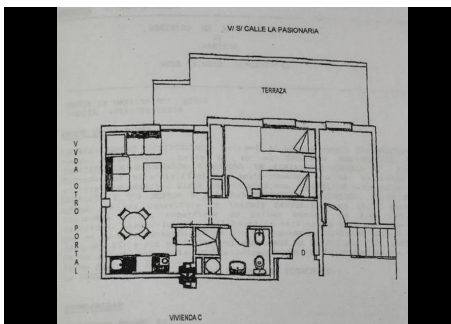 V/ S/ CALLE LA PASIONARIA
TERRAZA
VVDA OTRO PORTAL
D
VIVIENDA C